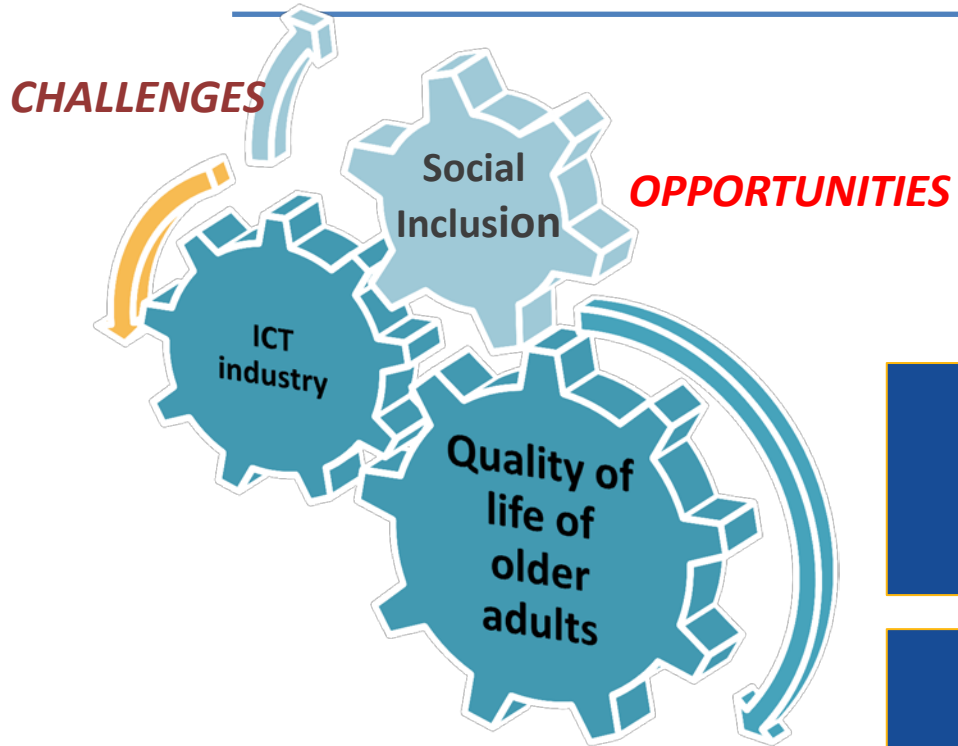 CHALLENGES
Social
Inclusion
OPPORTUNITIES
ICT
industry
Quality of
life of
older
adults